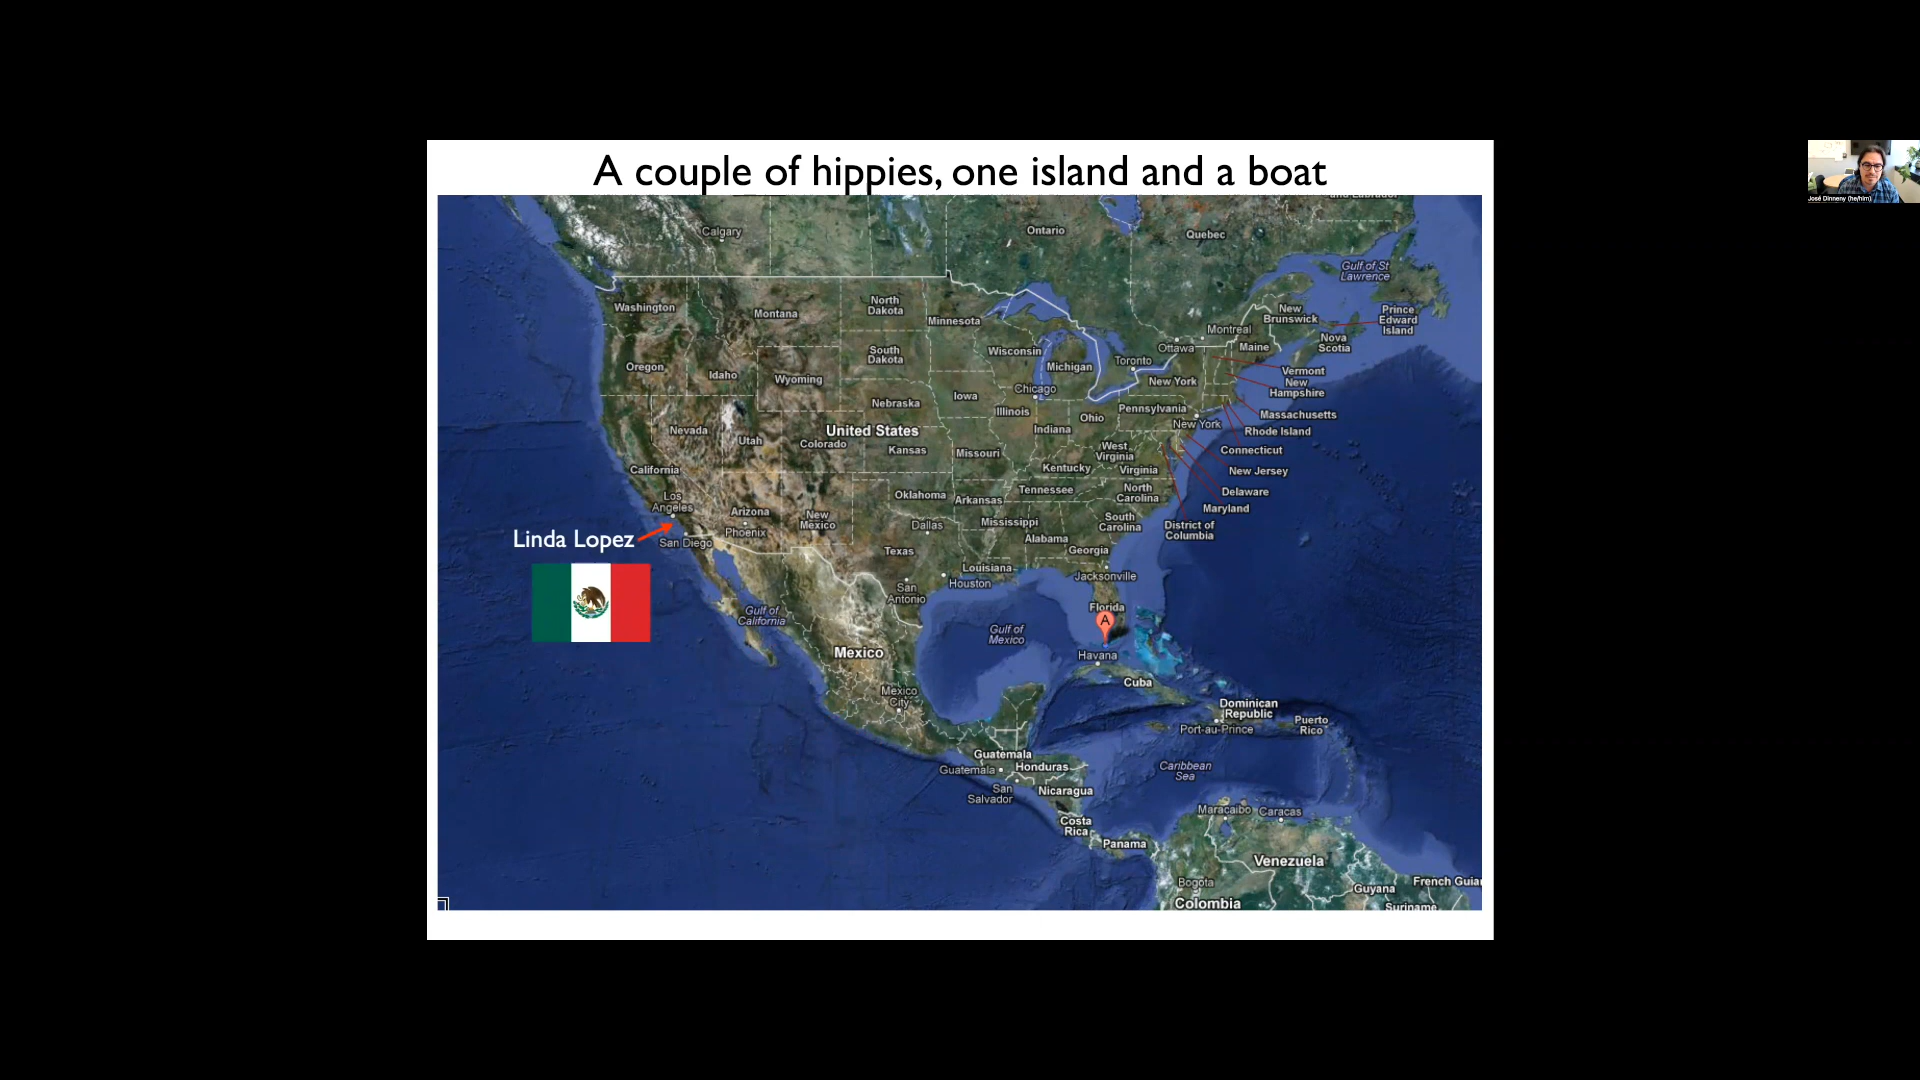 A couple of hippies, one island and a boat
Calgary
Ontario
Quebec
Gulf of St
Lawrence
Washington
Montana
North
Dakota
Minnesota
New
Brunswick
Prince
Edward
Island
Montreal
Nova
Scotia
Ottawa
Maine
Oregon
Idaho
Wyoming
South
Dakota
Wisconsin
Michigan
Toronto
Vermont
New
Hampshire
New York
Chicago
Iowa
Nebraska
Illinois
Ohio
Pennsylvania
Massachusetts
New York
Rhode Island
Nevada
Utah
United States
Colorado
Kansas
Missouri
Indiana
West
Virginia
Connecticut
California
Kentucky
Virginia
New Jersey
Los
Angeles
Arizona
Phoenix
New
Mexico
Oklahoma
Arkansas
Tennessee
North
Carolina
Delaware
Maryland
Linda Lopez
San Diego
Dallas
Texas
Mississippi
Alabama
South
Carolina
Georgia
District of
Columbia
Louisiana
Jacksonville
Houston
San
Antonio
Florida
A
Gulf of
California
Gulf of
Mexico
Havana
Mexico
Cuba
Mexico
City
Dominican
Republic
Port-au-Prince
Puerto
Rico
Guatemala
Guatemala
Honduras
Caribbean
Sea
San
Salvador
Nicaragua
Maracaibo
Caracas
Costa
Rica
Panama
Venezuela
Bogota
Colombia
Guyana
French Guia
Suriname
José Dinneny (he/him)